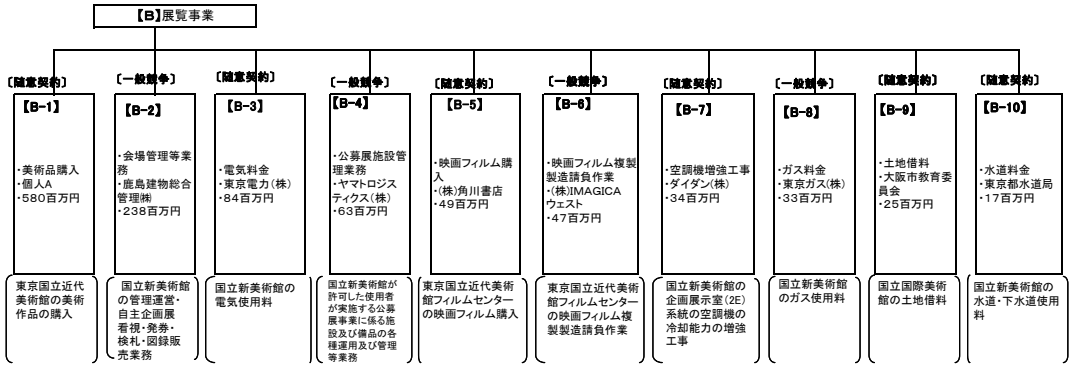 【B】展覧事業
〔随意契約〕
【B-1】
・美術品購入
・個人A
・580百万円
東京国立近代
美術館の美術
作品の購入
〔一般競争〕
【B-2】
・会場管理等業
務
・鹿島建物総合
管理㈱
・238百万円
国立新美術館
の管理運営・
自主企画展
看視・発券・
検札・図録販
売業務
〔随意契約〕
【B-3】
・電気料金
・東京電力(株)
・84百万円
国立新美術館の
電気使用料
〔一般競争〕
【B-4】
・公募展施設管
理業務
・ヤマトロジス
ティクス(株)
・63百万円
国立新美術館が
許可した使用者
が実施する公募
展事業に係る施
設及び備品の各
種運用及び管理
等業務
〔随意契約〕
【B-5】
・映画フィルム購
入
・(株)角川書店
・49百万円
東京国立近代美術
館フィルムセンター
の映画フィルム購入
〔一般競争〕
【B-6】
・映画フィルム複製
製造請負作業
・(株)IMAGICA
ウェスト
・47百万円
東京国立近代美術
館フィルムセンター
の映画フィルム複
製製造請負作業
〔随意契約〕
【B-7】
・空調機増強工事
・ダイダン(株)
・34百万円
国立新美術館の
企画展示室(2E)
系統の空調機の
冷却能力の増強
工事
〔一般競争〕
【B-8】
・ガス料金
・東京ガス(株)
・33百万円
国立新美術館
のガス使用料
〔随意契約〕
【B-9】
・土地借料
・大阪市教育委
員会
・25百万円
国立国際美術
館の土地借料
〔随意契約〕
【B-10】
・水道料金
・東京都水道局
・17百万円
国立新美術館の
水道・下水道使用
料